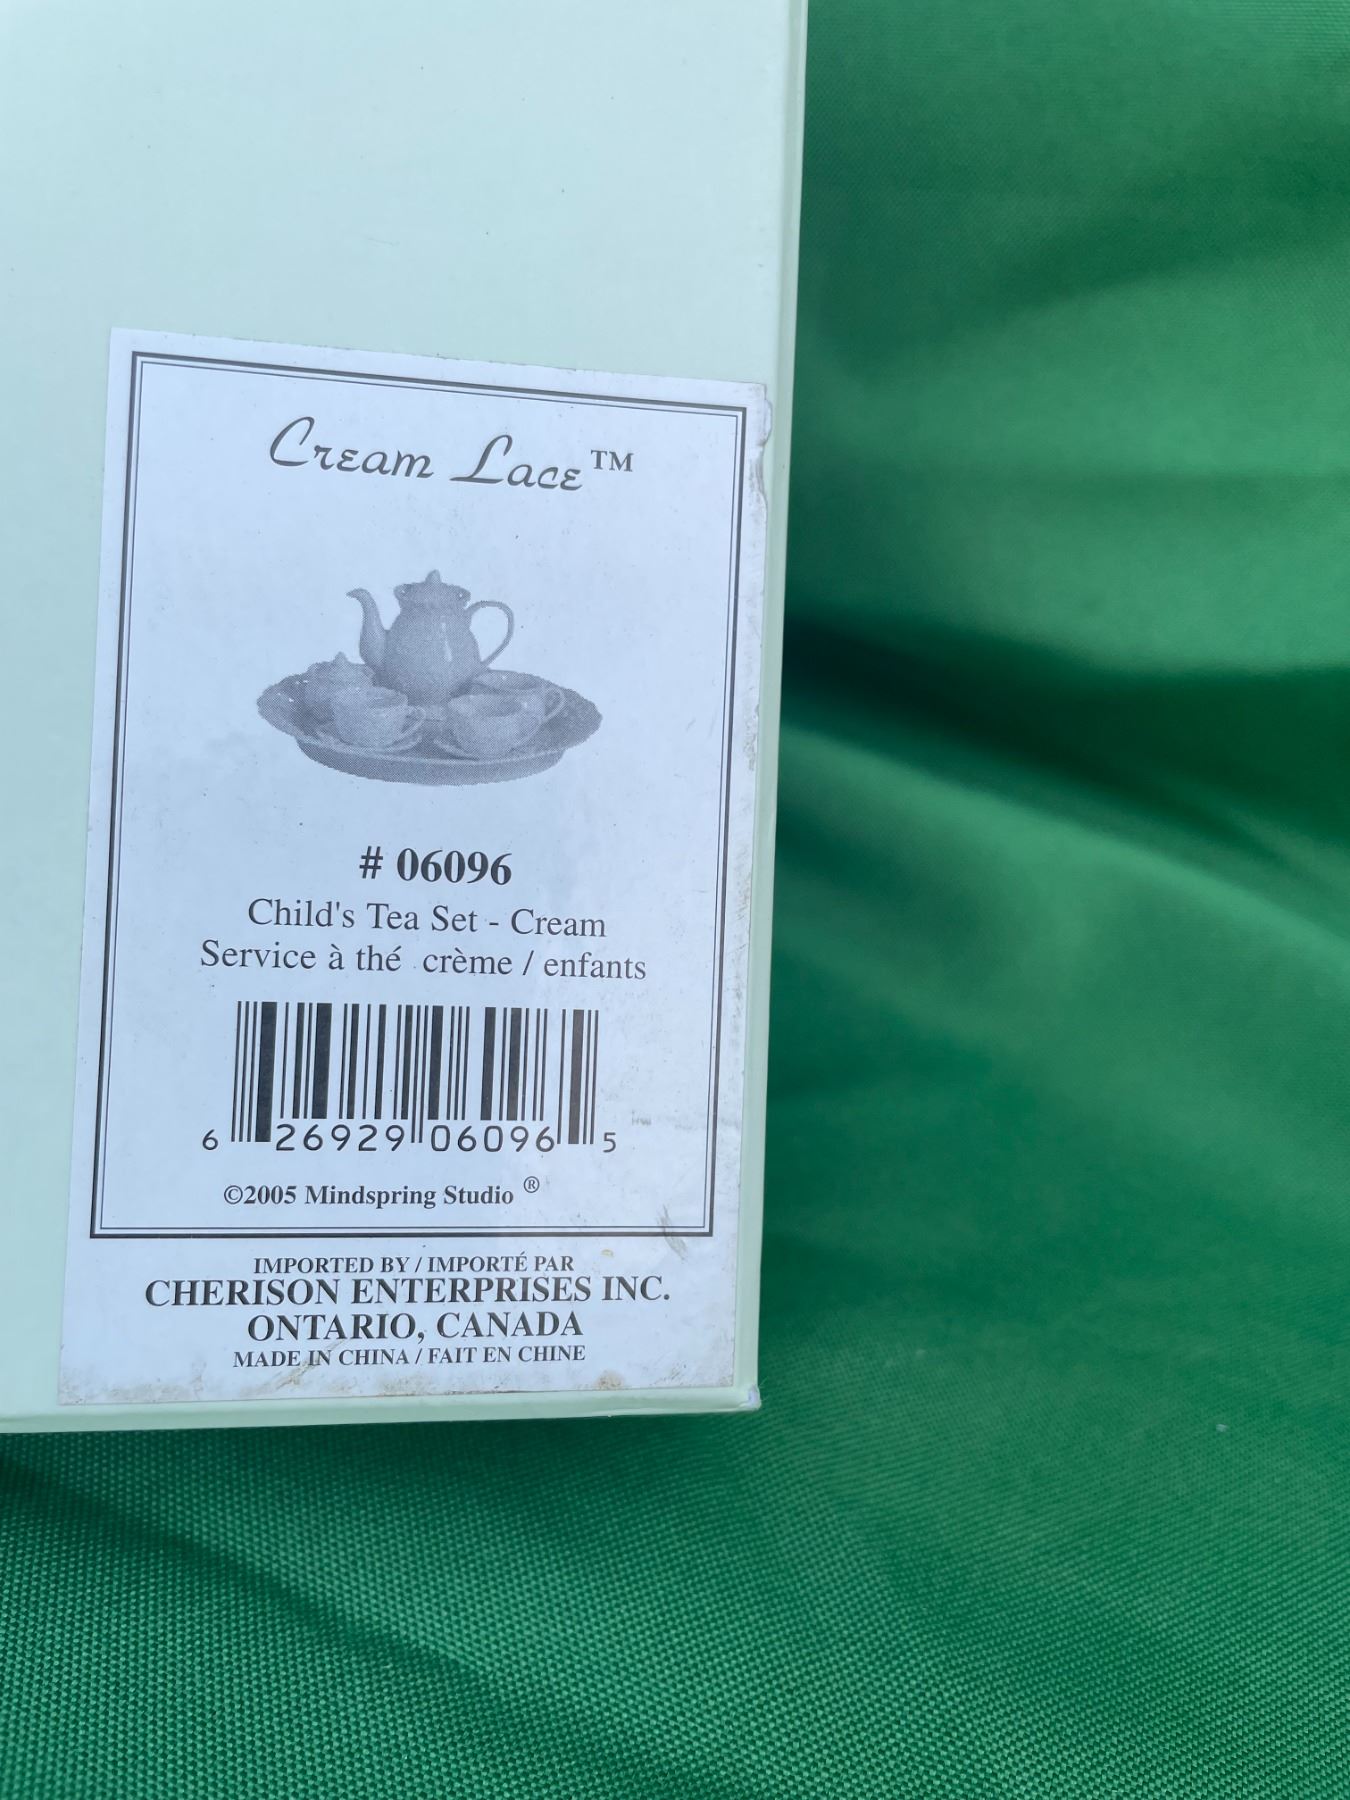 Cream Lace™
# 06096
Child's Tea Set - Cream
Service à thé crème / enfants
6 26929 06096 5
©2005 Mindspring Studio ®
IMPORTED BY / IMPORTÉ PAR
CHERISON ENTERPRISES INC.
ONTARIO, CANADA
MADE IN CHINA / FAIT EN CHINE